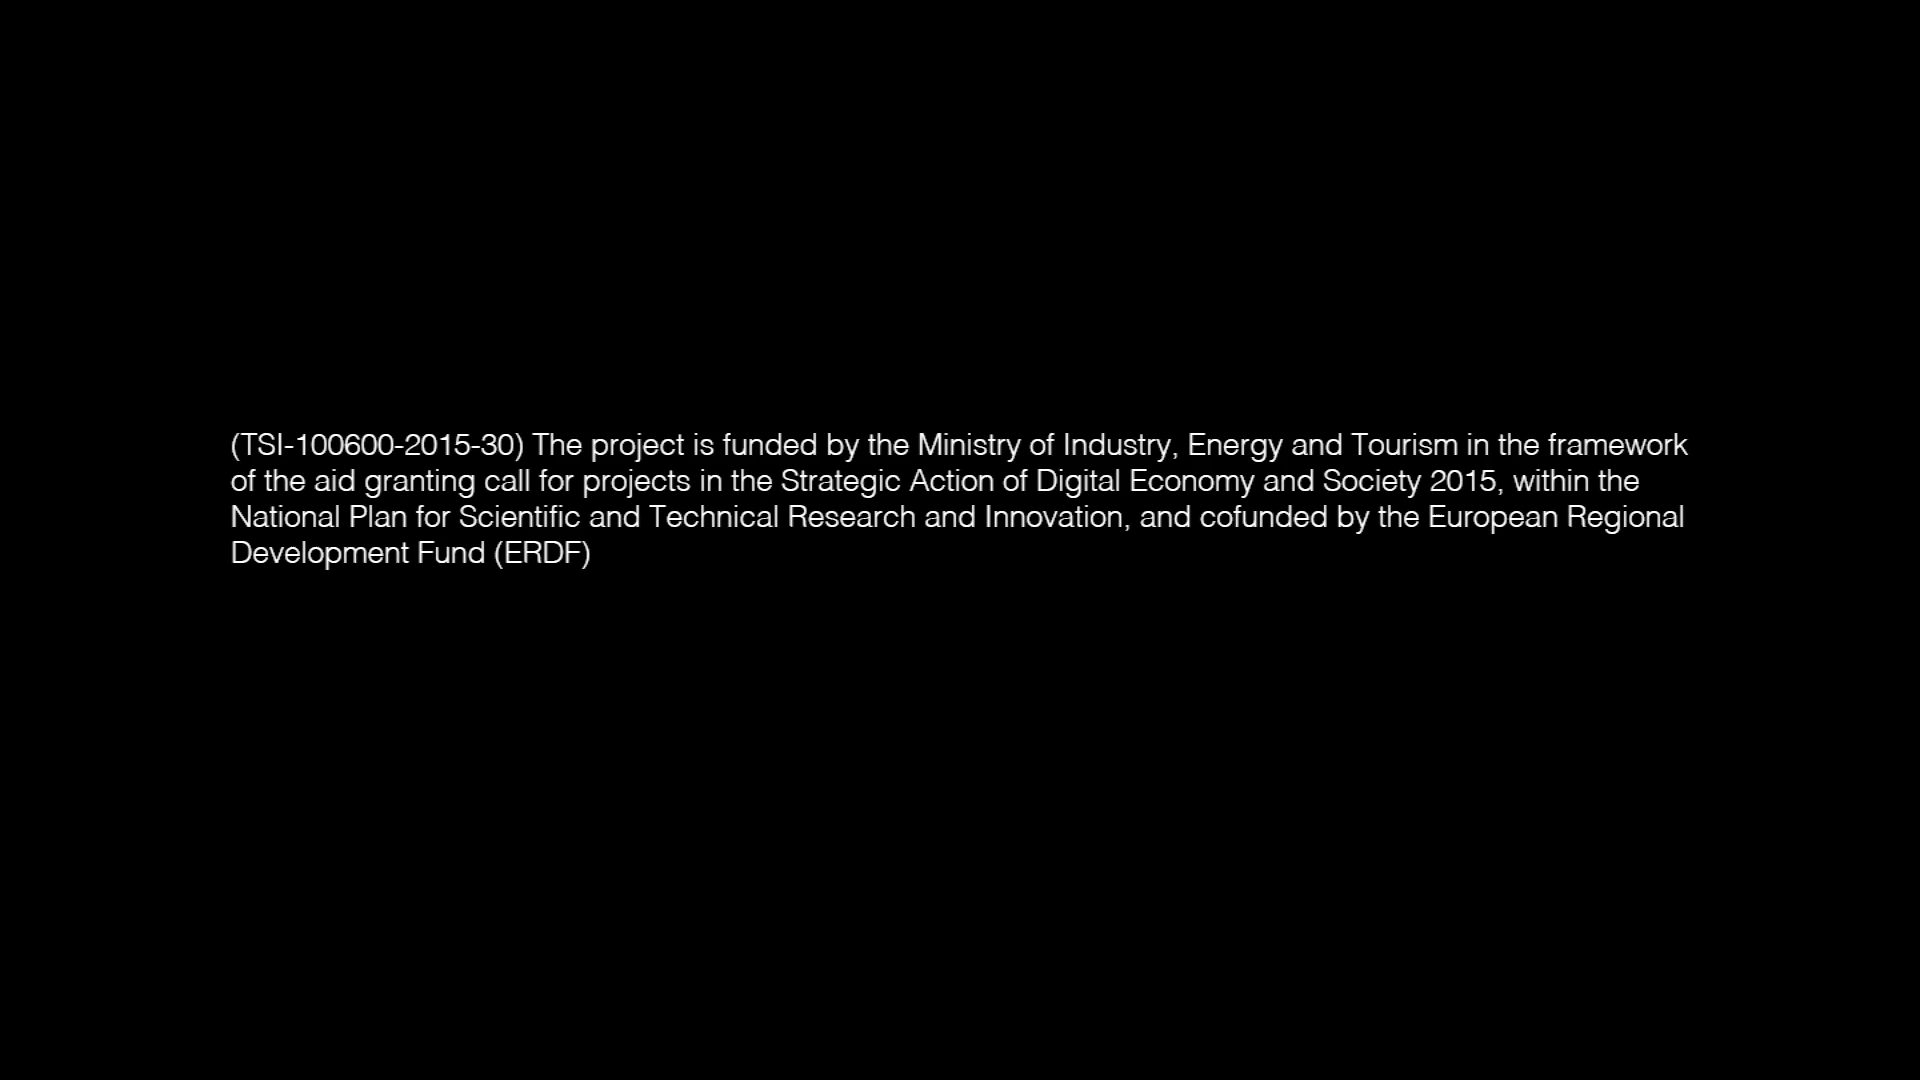 (TSI-100600-2015-30) The project is funded by the Ministry of Industry, Energy and Tourism in the framework
of the aid granting call for projects in the Strategic Action of Digital Economy and Society 2015, within the
National Plan for Scientific and Technical Research and Innovation, and cofunded by the European Regional
Development Fund (ERDF)